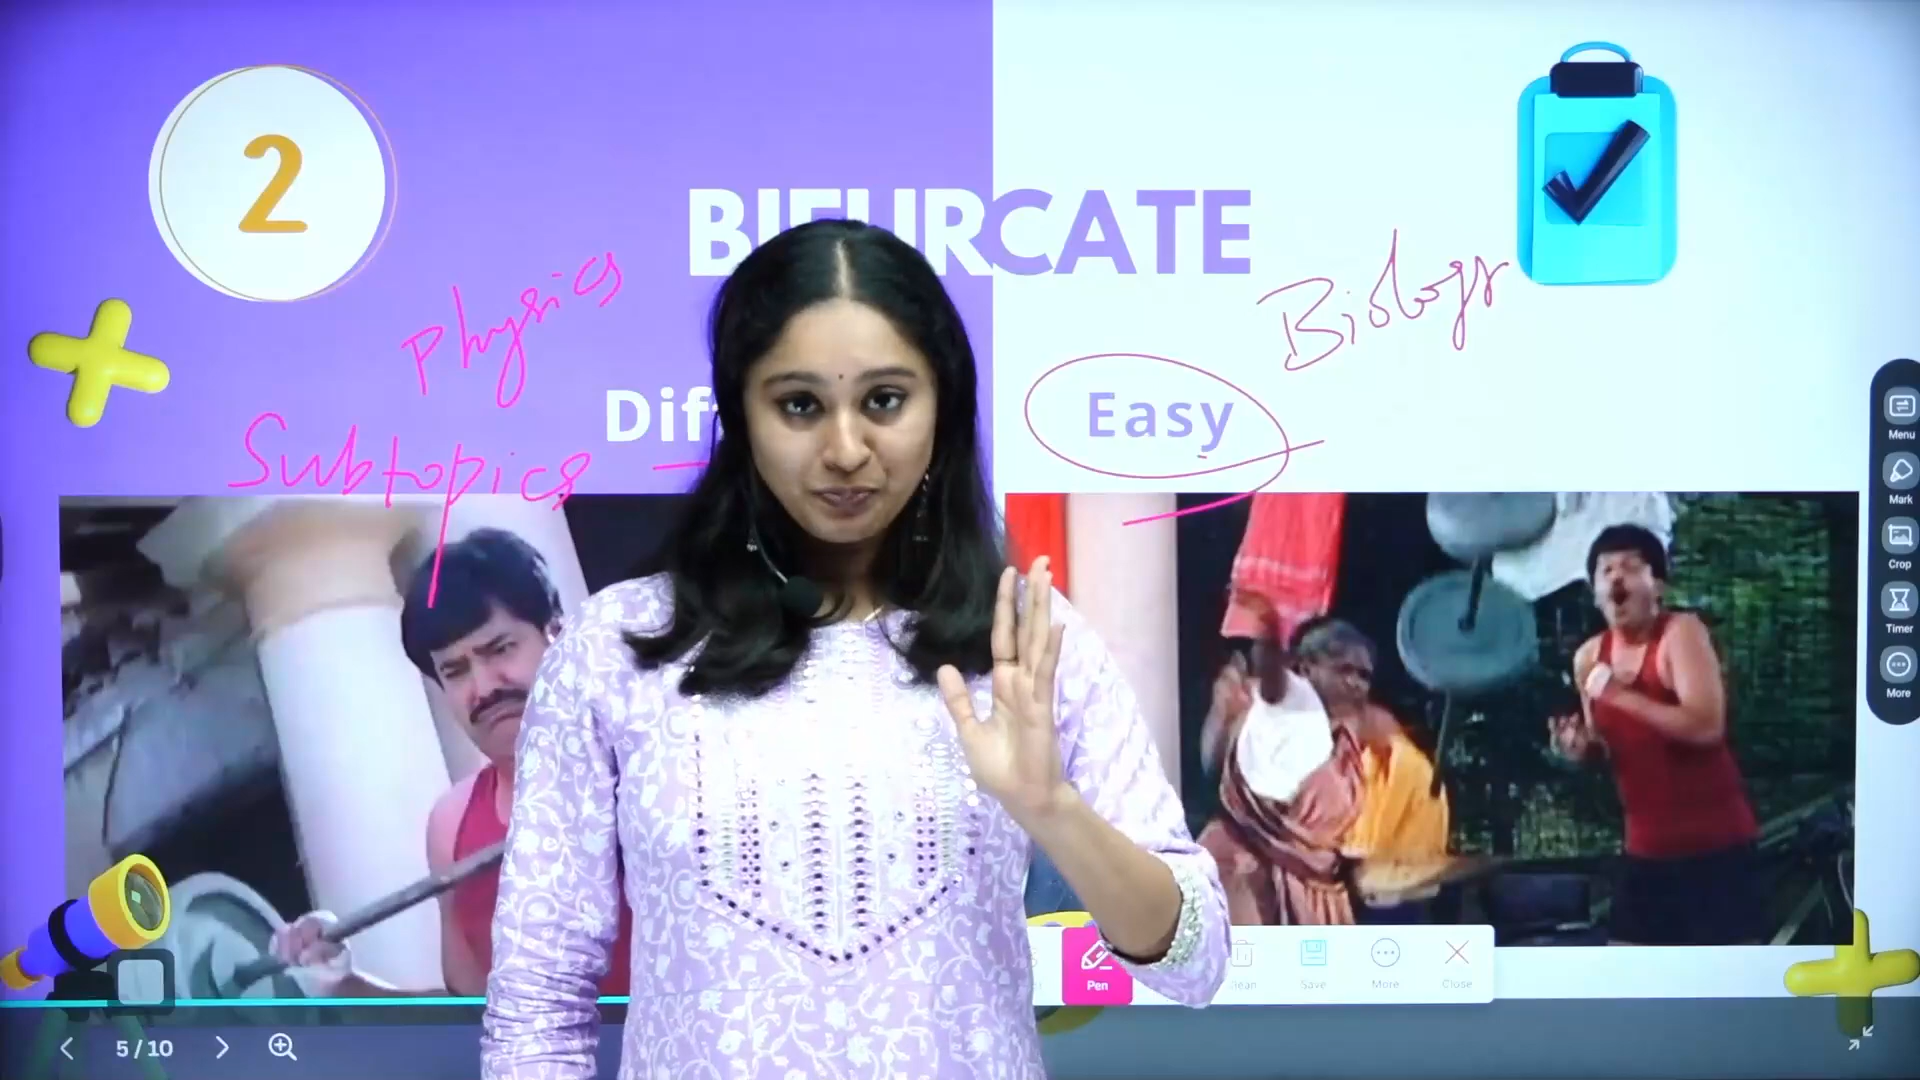 2
BIFURCATE
Physics
Biology
Easy
Subtopics
Menu
Mark
Crop
Timer
More
Pen
Save
More
Close
5/10